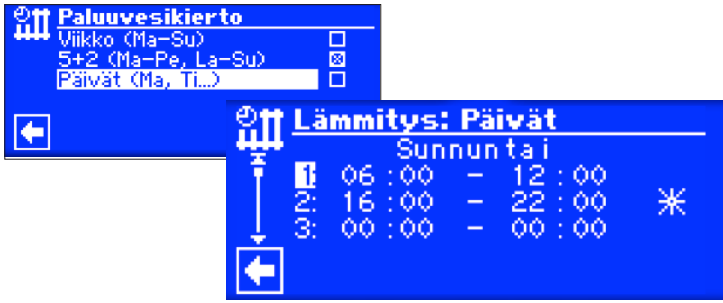 Paluuvesikierto
Viikko (Ma-Su)
5+2 (Ma-Pe, La-Su)
Päivät (Ma, Ti...)
Lämmitys: Päivät
Sunnuntai
1: 06:00 - 12:00
2: 16:00 - 22:00
3: 00:00 - 00:00